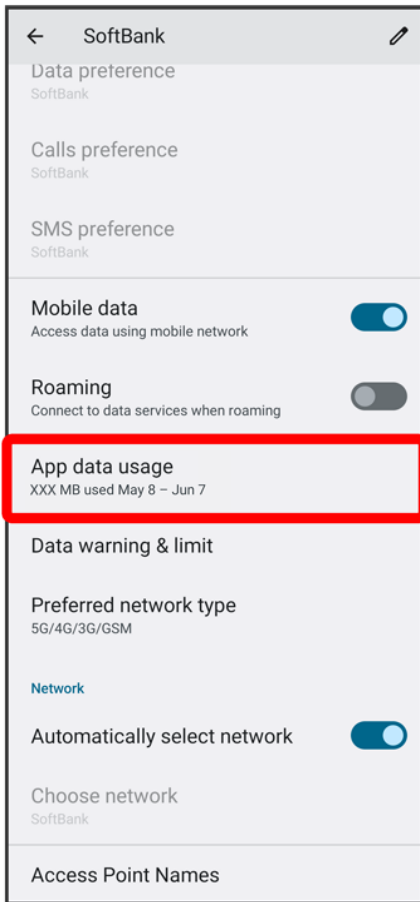 SoftBank
Data preference
SoftBank
Calls preference
SoftBank
SMS preference
SoftBank
Mobile data
Access data using mobile network
Roaming
Connect to data services when roaming
App data usage
XXX MB used May 8 – Jun 7
Data warning & limit
Preferred network type
5G/4G/3G/GSM
Network
Automatically select network
Choose network
SoftBank
Access Point Names